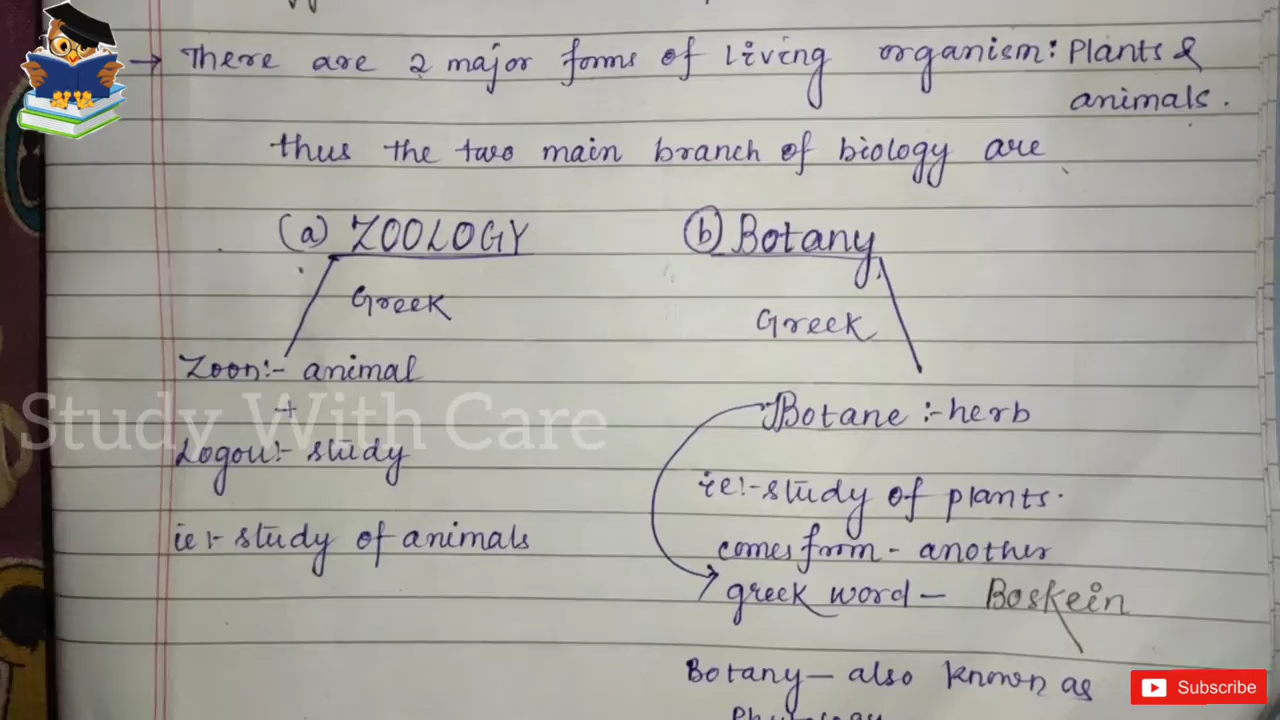 → There are 2 major forms of living organism: Plants &
animals.
thus the two main branch of biology are
(a) ZOOLOGY (b) Botany
Greek Greek
Zoon:- animal
+
Logou:- study
ie:- study of animals
Botane :- herb
ie:- study of plants.
comes from - another
greek word - Boskein
Botany - also known as
Study With Care
Subscribe